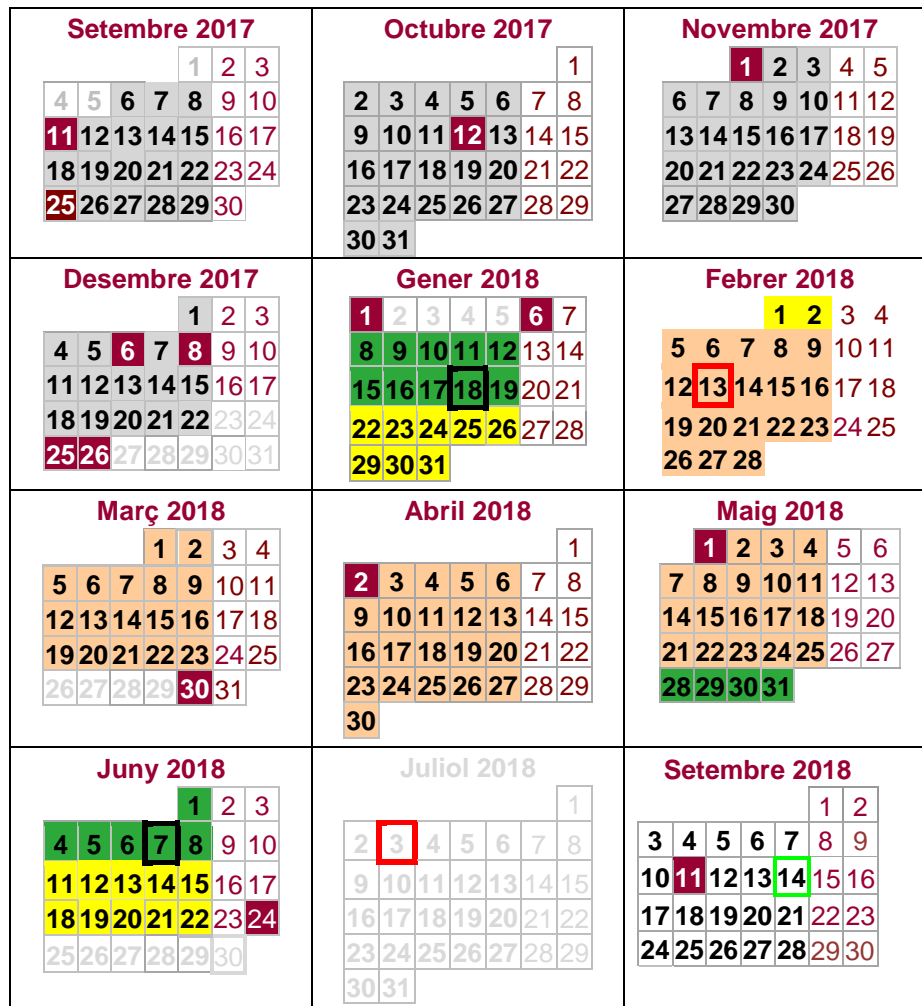 Setembre 2017
1 2 3
4 5 6 7 8 9 10
11 12 13 14 15 16 17
18 19 20 21 22 23 24
25 26 27 28 29 30
Octubre 2017
1
2 3 4 5 6 7 8
9 10 11 12 13 14 15
16 17 18 19 20 21 22
23 24 25 26 27 28 29
30 31
Novembre 2017
1 2 3 4 5
6 7 8 9 10 11 12
13 14 15 16 17 18 19
20 21 22 23 24 25 26
27 28 29 30
Desembre 2017
1 2 3
4 5 6 7 8 9 10
11 12 13 14 15 16 17
18 19 20 21 22 23 24
25 26 27 28 29 30 31
Gener 2018
1 2 3 4 5 6 7
8 9 10 11 12 13 14
15 16 17 18 19 20 21
22 23 24 25 26 27 28
29 30 31
Febrer 2018
1 2 3 4
5 6 7 8 9 10 11
12 13 14 15 16 17 18
19 20 21 22 23 24 25
26 27 28
Març 2018
1 2 3 4
5 6 7 8 9 10 11
12 13 14 15 16 17 18
19 20 21 22 23 24 25
26 27 28 29 30 31
Abril 2018
1
2 3 4 5 6 7 8
9 10 11 12 13 14 15
16 17 18 19 20 21 22
23 24 25 26 27 28 29
30
Maig 2018
1 2 3 4 5 6
7 8 9 10 11 12 13
14 15 16 17 18 19 20
21 22 23 24 25 26 27
28 29 30 31
Juny 2018
1 2 3
4 5 6 7 8 9 10
11 12 13 14 15 16 17
18 19 20 21 22 23 24
25 26 27 28 29 30
Juliol 2018
1
2 3 4 5 6 7 8
9 10 11 12 13 14 15
16 17 18 19 20 21 22
23 24 25 26 27 28 29
30 31
Setembre 2018
1 2
3 4 5 6 7 8 9
10 11 12 13 14 15 16
17 18 19 20 21 22 23
24 25 26 27 28 29 30